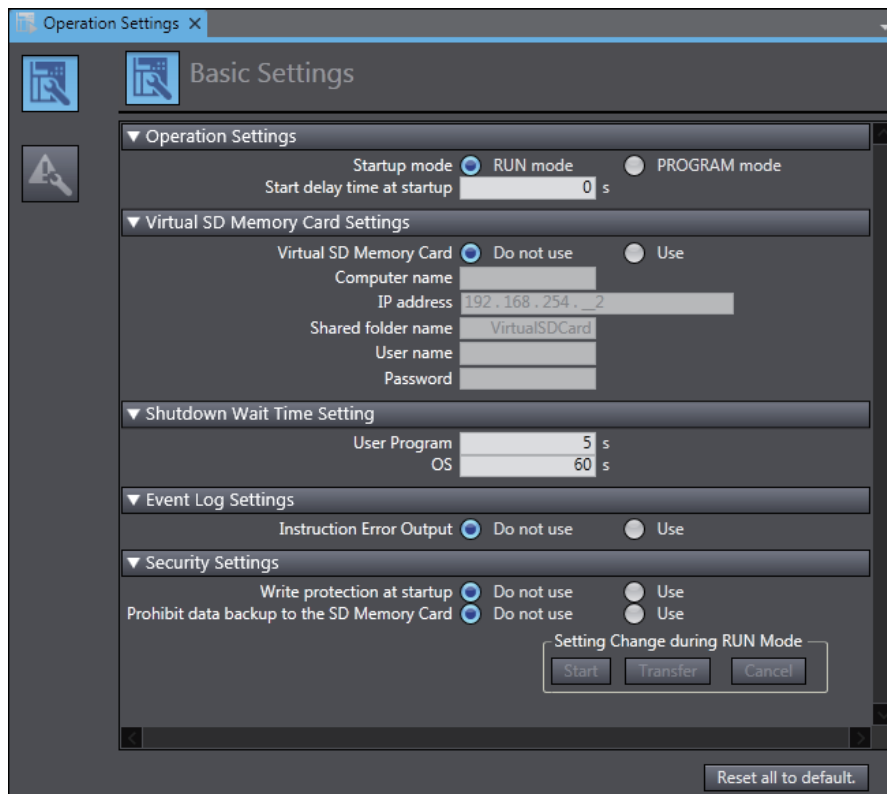 Operation Settings ×
Basic Settings
▼ Operation Settings
Startup mode RUN mode PROGRAM mode
Start delay time at startup 0 s
▼ Virtual SD Memory Card Settings
Virtual SD Memory Card Do not use Use
Computer name
IP address 192 . 168 . 254 . __2
Shared folder name VirtualSDCard
User name
Password
▼ Shutdown Wait Time Setting
User Program 5 s
OS 60 s
▼ Event Log Settings
Instruction Error Output Do not use Use
▼ Security Settings
Write protection at startup Do not use Use
Prohibit data backup to the SD Memory Card Do not use Use
Setting Change during RUN Mode
Start Transfer Cancel
Reset all to default.